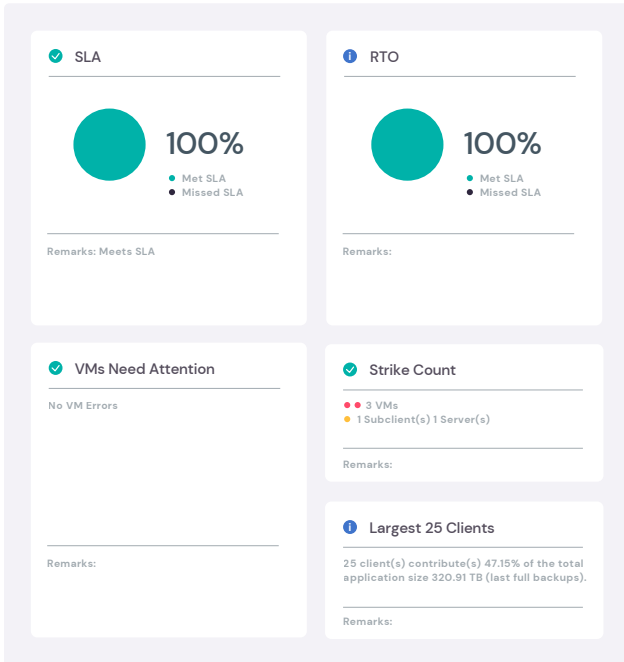 SLA
100%
Met SLA
Missed SLA
Remarks: Meets SLA
RTO
100%
Met SLA
Missed SLA
Remarks:
VMs Need Attention
No VM Errors
Remarks:
Strike Count
3 VMs
1 Subclient(s) 1 Server(s)
Remarks:
Largest 25 Clients
25 client(s) contribute(s) 47.15% of the total
application size 320.91 TB (last full backups).
Remarks: